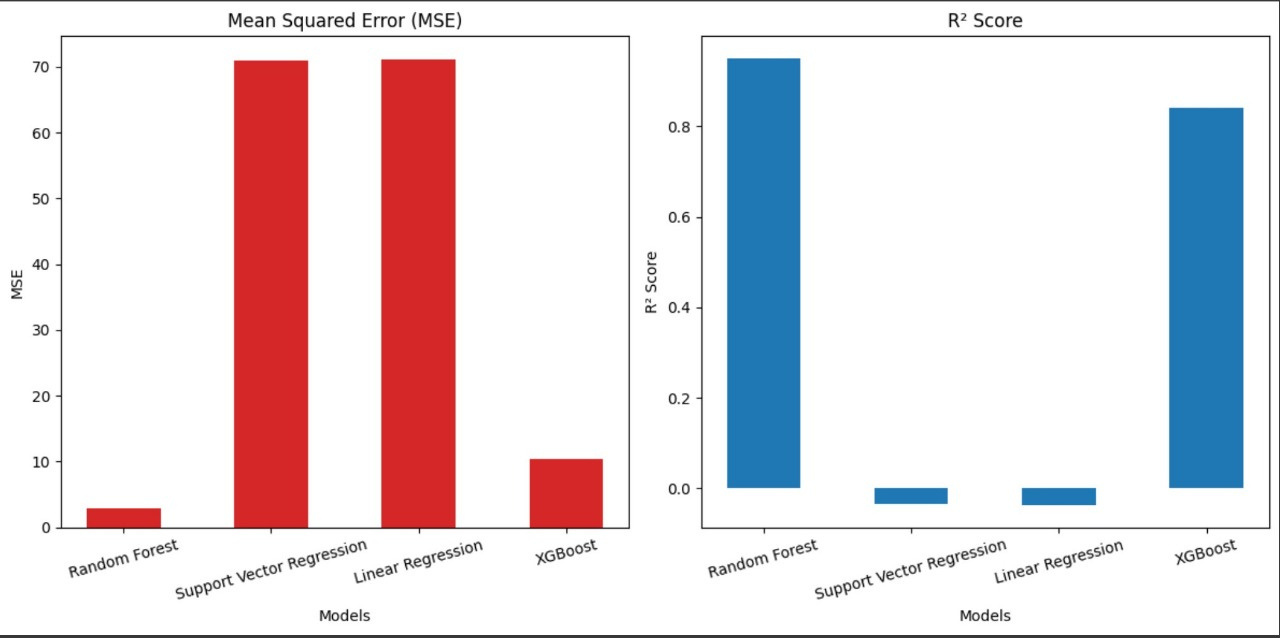 Mean Squared Error (MSE)
MSE
70
60
50
40
30
20
10
0
Random Forest
Support Vector Regression
Linear Regression
XGBoost
Models
R² Score
R² Score
0.8
0.6
0.4
0.2
0.0
Random Forest
Support Vector Regression
Linear Regression
XGBoost
Models